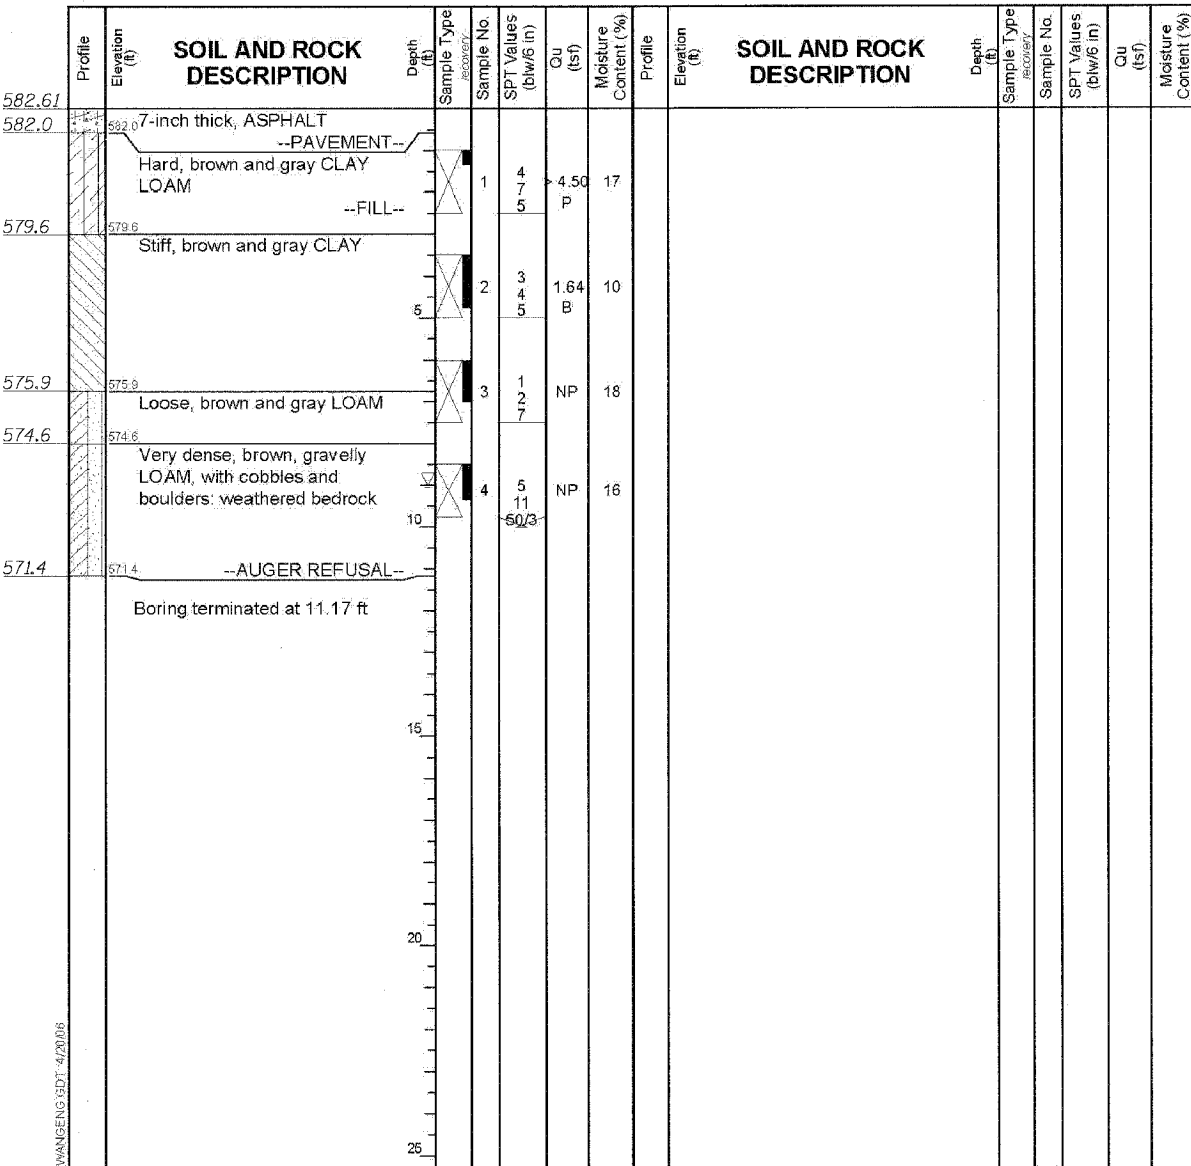 Profile
Elevation
(ft)
SOIL AND ROCK
DESCRIPTION
Depth
(ft)
Sample Type
recovery
Sample No.
SPT Values
(blw/6 in)
Qu
(tsf)
Moisture
Content (%)
Profile
Elevation
(ft)
SOIL AND ROCK
DESCRIPTION
Depth
(ft)
Sample Type
recovery
Sample No.
SPT Values
(blw/6 in)
Qu
(tsf)
Moisture
Content (%)
582.61
582.0
582.0
7-inch thick, ASPHALT
--PAVEMENT--
Hard, brown and gray CLAY
LOAM
--FILL--
1
4
7
5
> 4.50
P
17
579.6
579.6
Stiff, brown and gray CLAY
5
2
3
4
5
1.64
B
10
575.9
575.9
Loose, brown and gray LOAM
3
1
2
7
NP
18
574.6
574.6
Very dense, brown, gravelly
LOAM, with cobbles and
boulders: weathered bedrock
10
4
5
11
50/3
NP
16
571.4
571.4
--AUGER REFUSAL--
Boring terminated at 11.17 ft
15
20
25
WANGENG.GDT 4/20/06